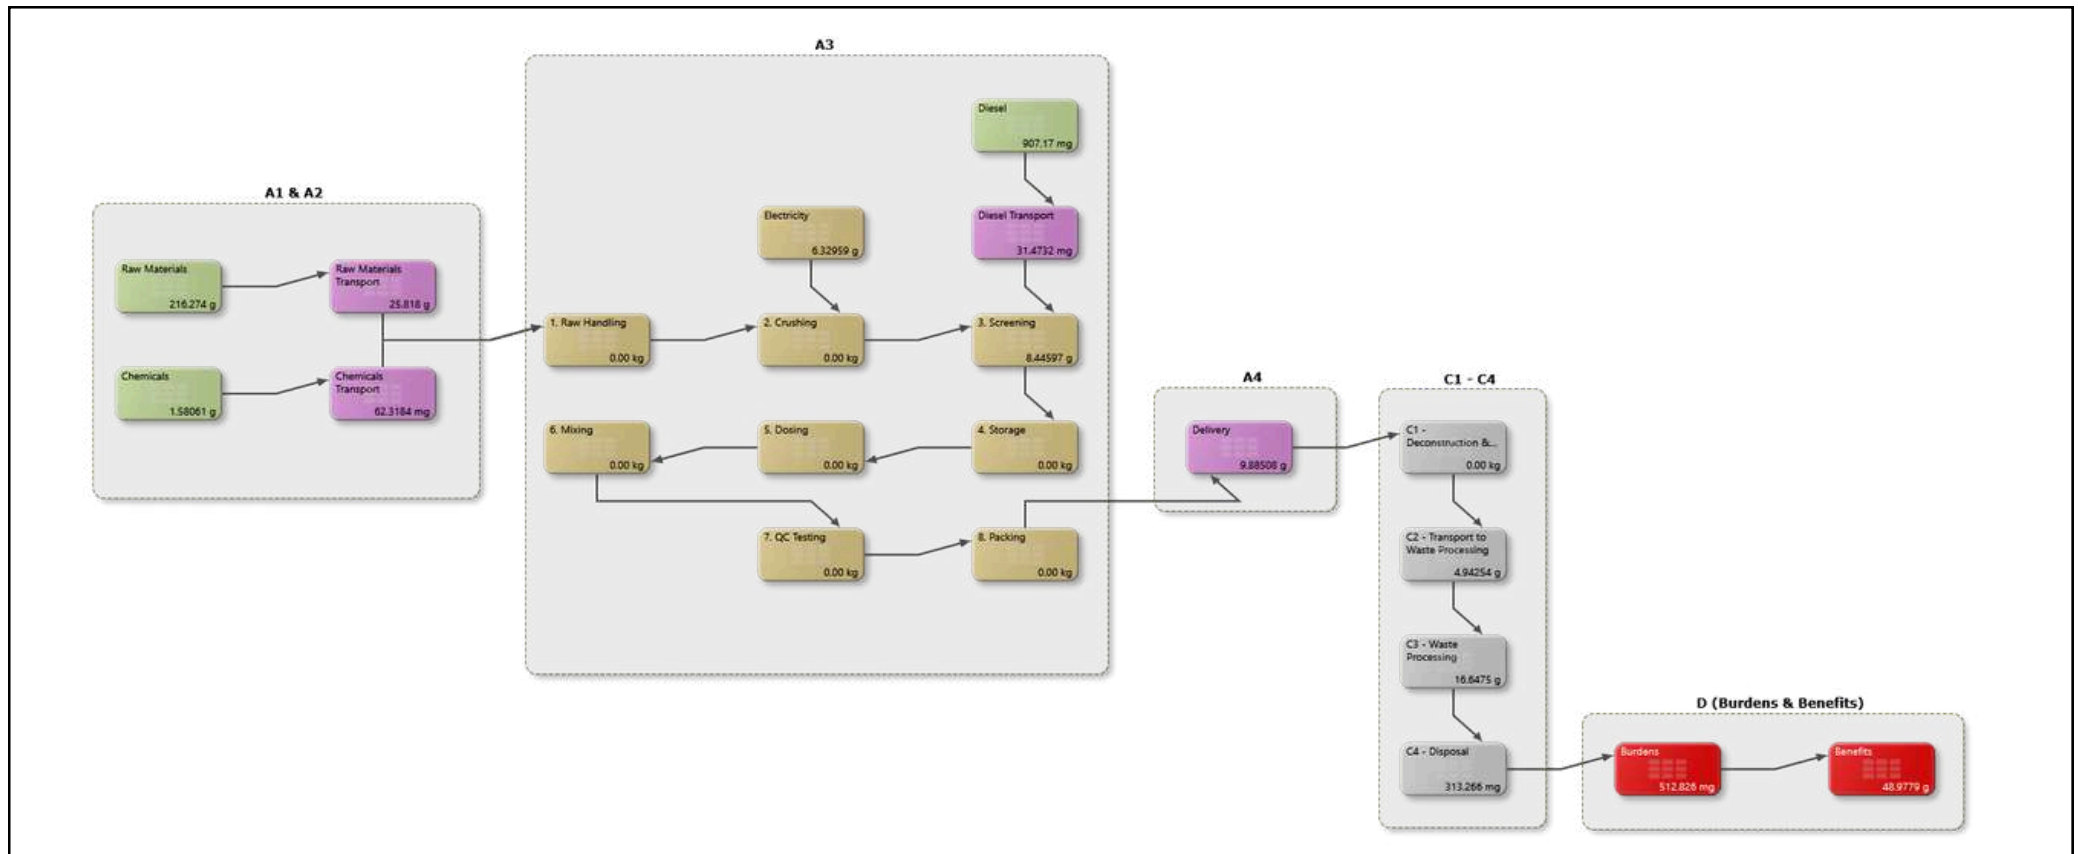 A1 & A2
Raw Materials
216.274 g
Raw Materials
Transport
25.818 g
Chemicals
1.58061 g
Chemicals
Transport
62.3184 mg
A3
Diesel
907.17 mg
Electricity
6.32959 g
Diesel Transport
31.4732 mg
1. Raw Handling
0.00 kg
2. Crushing
0.00 kg
3. Screening
8.44597 g
6. Mixing
0.00 kg
5. Dosing
0.00 kg
4. Storage
0.00 kg
7. QC Testing
0.00 kg
8. Packing
0.00 kg
A4
Delivery
9.88508 g
C1 - C4
C1 -
Deconstruction &...
0.00 kg
C2 - Transport to
Waste Processing
4.94254 g
C3 - Waste
Processing
16.6475 g
C4 - Disposal
313.266 mg
D (Burdens & Benefits)
Burdens
512.826 mg
Benefits
48.9779 g